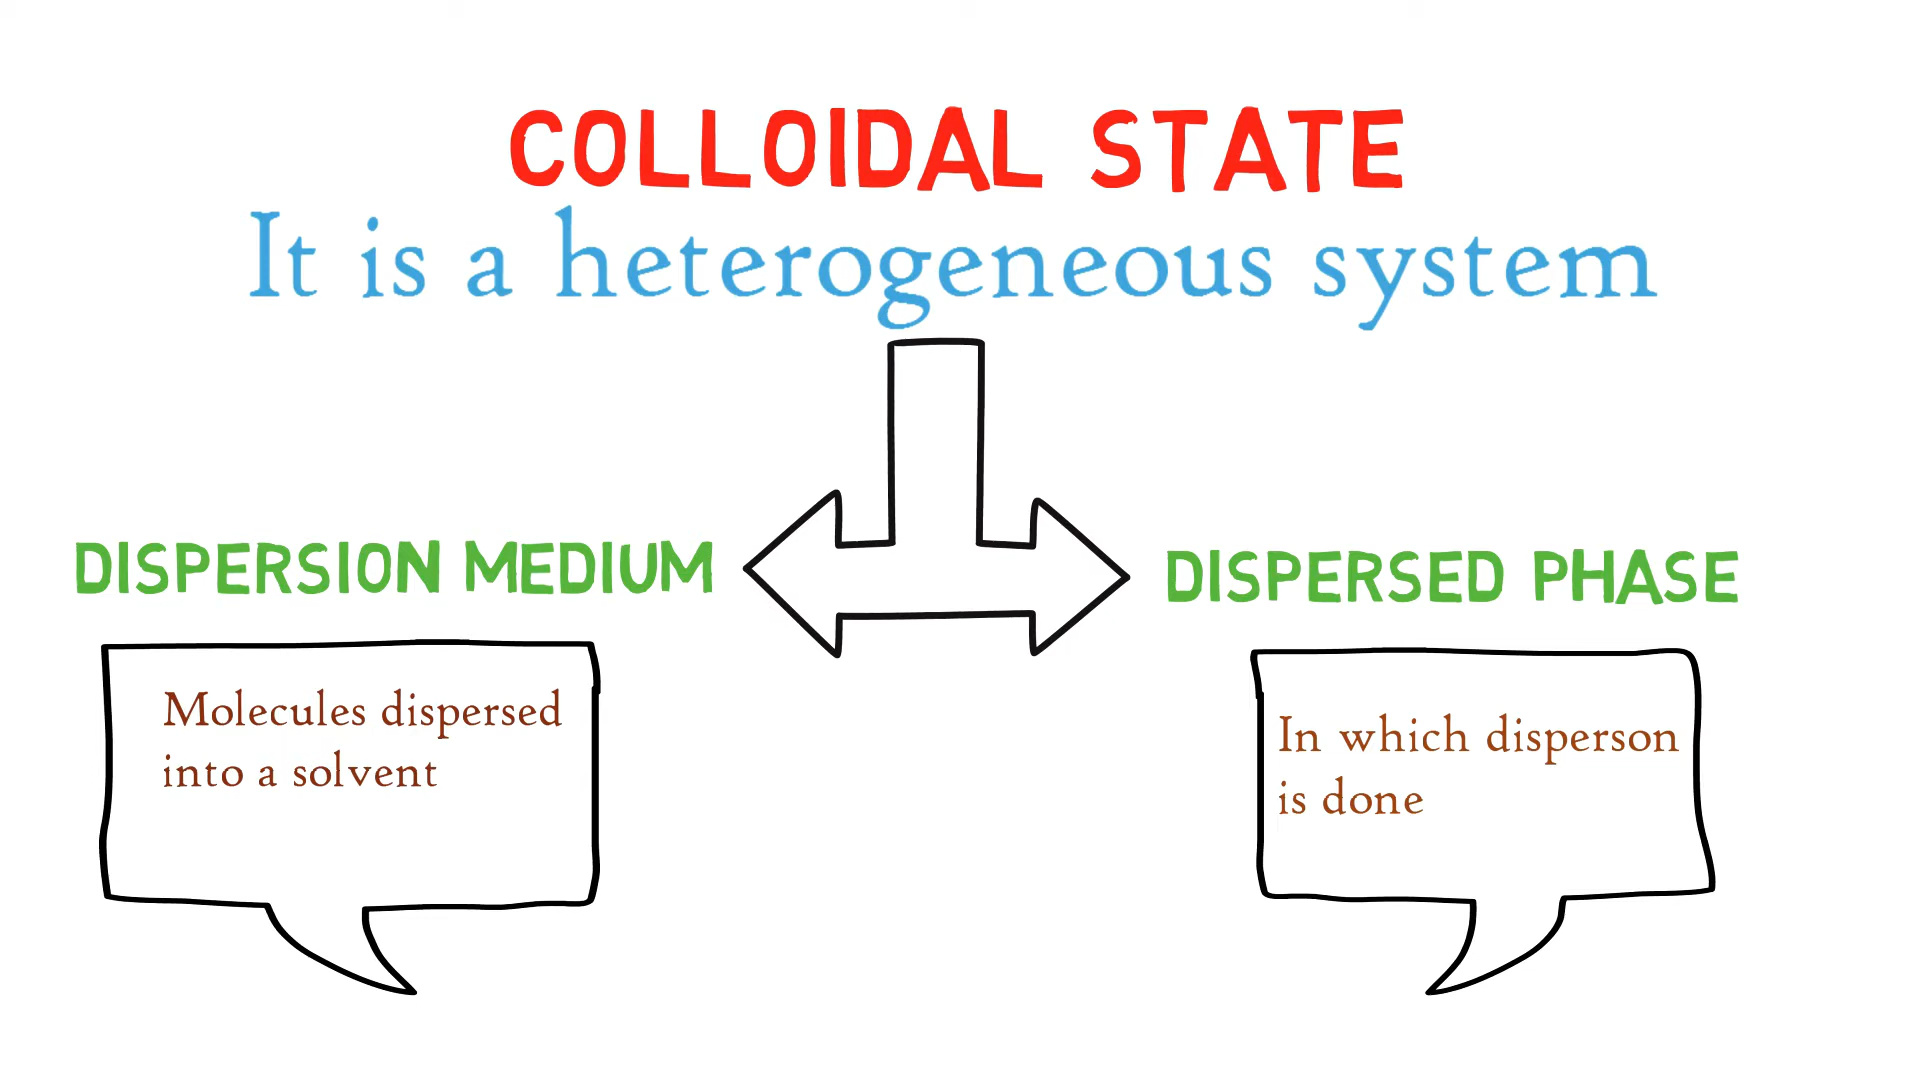 COLLOIDAL STATE
It is a heterogeneous system
DISPERSION MEDIUM
Molecules dispersed
into a solvent
DISPERSED PHASE
In which disperson
is done